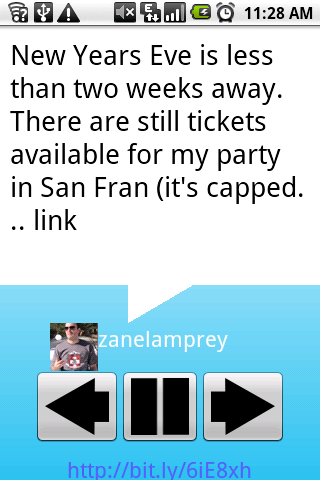 11:28 AM
New Years Eve is less
than two weeks away.
There are still tickets
available for my party
in San Fran (it's capped.
.. link
zanelamprey
http://bit.ly/6iE8xh